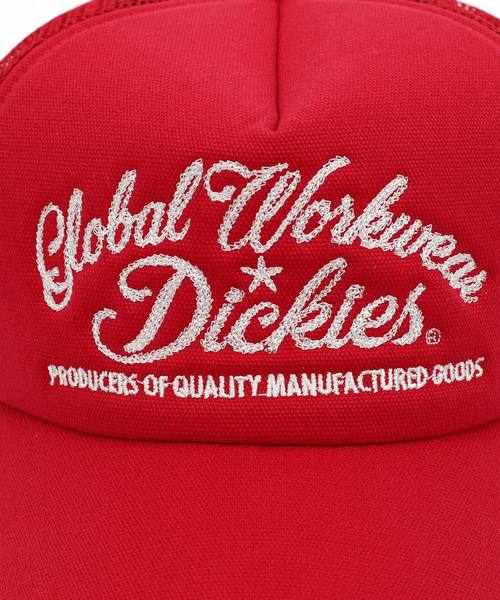 Global Workwear
Dickies®
PRODUCERS OF QUALITY MANUFACTURED GOODS